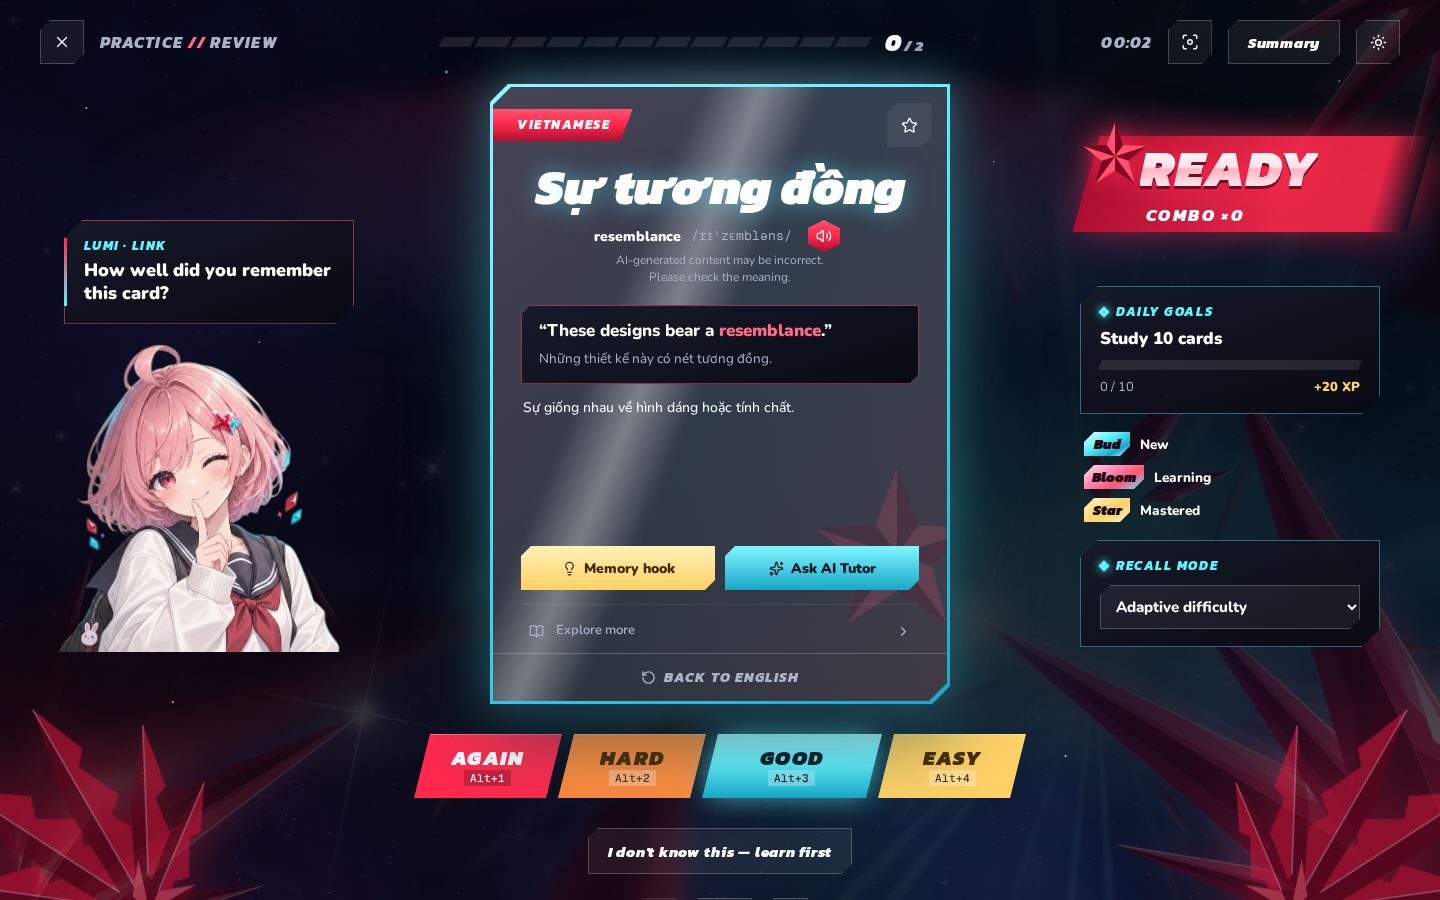 PRACTICE // REVIEW
0 / 2
00:02
Summary
VIETNAMESE
Sự tương đồng
resemblance /rɪˈzɛmbləns/
AI-generated content may be incorrect.
Please check the meaning.
“These designs bear a resemblance.”
Những thiết kế này có nét tương đồng.
Sự giống nhau về hình dáng hoặc tính chất.
Memory hook
Ask AI Tutor
Explore more
BACK TO ENGLISH
LUMI · LINK
How well did you remember
this card?
READY
COMBO ×0
DAILY GOALS
Study 10 cards
0 / 10
+20 XP
Bud New
Bloom Learning
Star Mastered
RECALL MODE
Adaptive difficulty
AGAIN
Alt+1
HARD
Alt+2
GOOD
Alt+3
EASY
Alt+4
I don't know this — learn first